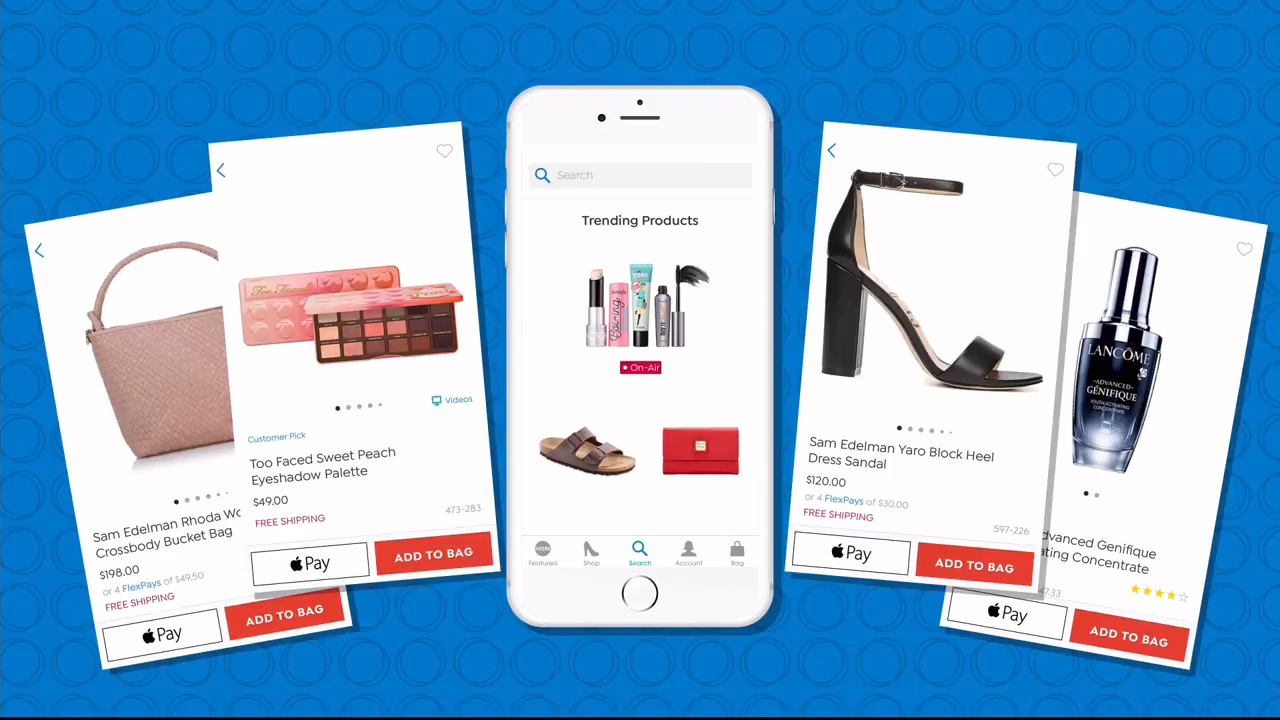 Sam Edelman Rhoda
Crossbody Bucket Bag
$198.00
or 4 FlexPays of $49.50
FREE SHIPPING
Pay
ADD TO BAG
Too Faced
Videos
Customer Pick
Too Faced Sweet Peach
Eyeshadow Palette
$49.00
473-283
FREE SHIPPING
Pay
ADD TO BAG
Search
Trending Products
On-Air
HSN
Featured
Shop
Search
Account
Bag
Sam Edelman Yaro Block Heel
Dress Sandal
$120.00
or 4 FlexPays of $30.00
FREE SHIPPING
597-226
Pay
ADD TO BAG
LANCÔME
ADVANCED
GÉNIFIQUE
YOUTH ACTIVATING
CONCENTRATE
Genifique
Concentrate
Pay
ADD TO BAG